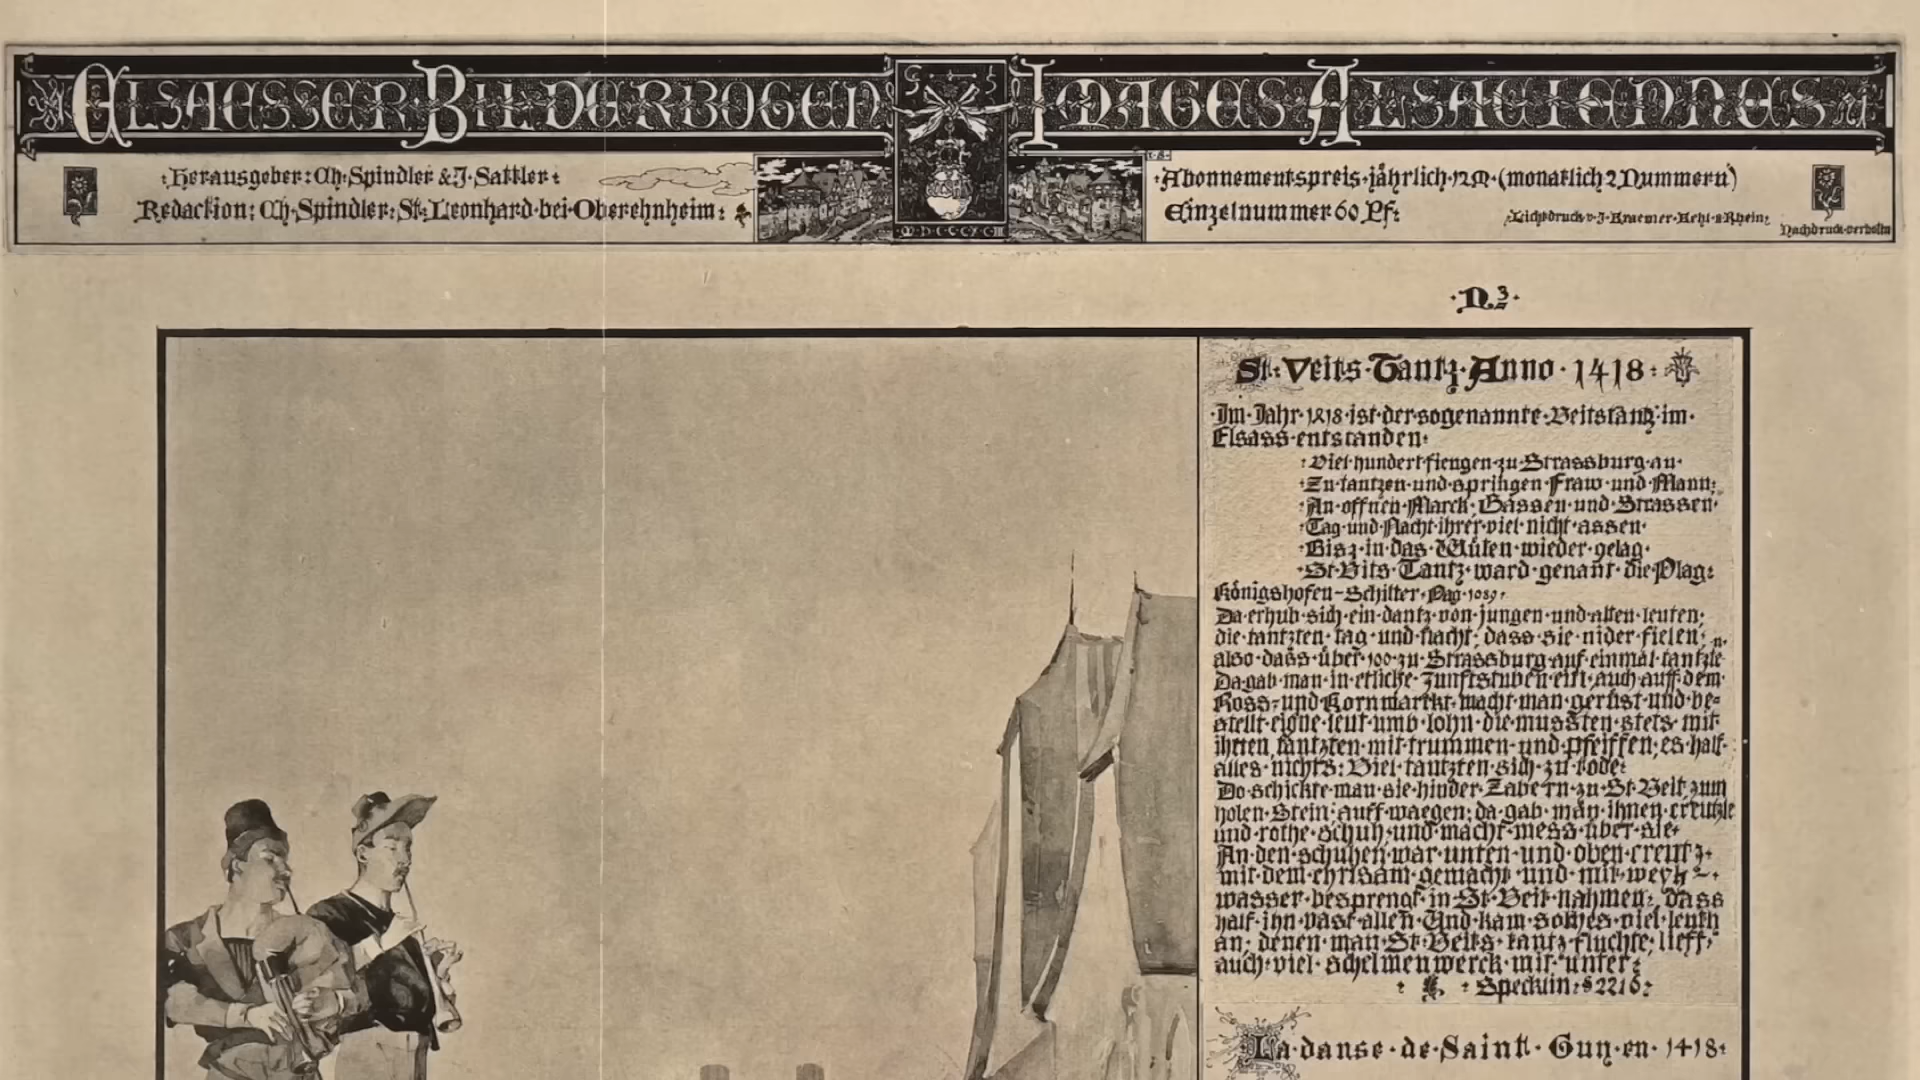 Elsaesser Bilderbogen Images Alsaciennes
Herausgeber: Ch. Spindler & J. Sattler
Redaction: Ch. Spindler: St. Leonhard bei Oberehnheim:
Abonnementspreis jährlich 12 M. (monatlich 2 Nummern)
Einzelnummer 60 Pf:
Lichtdruck v. J. Kraemer Kehl a Rhein
Nachdruck verboten
N. 3
St. Veits Tantz Anno 1418:
Im Jahr 1418 ist der sogenannte Veitstantz im
Elsass entstanden:
Viel hundert fiengen zu Strassburg an
Zu tantzen und springen Fraw und Mann:
An offnen Marck, Gassen und Strassen
Tag und Nacht ihrer viel nicht assen
Bisz in das Wüten wieder gelag
St. Vits Tantz ward genant die Plag:
Königshofen - Schilter Pag. 1089.
Da erhub sich ein dantz von jungen und alten leuten;
die tantzten tag und nacht; dass sie nider fielen;
also dass über 100 zu Strassburg auf einmal tantzte
Da gab man in etliche zunftstuben ein, auch auff dem
Ross- und Kornmarckt macht man gerüst und be=
stellt eigne leut umb lohn die mussten stets mit
ihnen tantzten mit trummen und pfeiffen; es half
alles nichts: Viel tantzten sich zu tode:
Do schickte man sie hinder Zabern zu St Veit zum
holen Stein; auff waegen; da gab man ihnen creutzle
und rothe schuh und macht mess über sie
An den schuhen war unten und oben creutz
mit dem chrisam gemacht und mit weyh
wasser besprengt in St Veit nahmen; dass
half ihn vast allen Und kam solches viel leuth
an; denen man St Veits tantz fluchte; lieff
auch viel schelmenwerck mit unter:
Specklin: § 2216:
La danse de Saint Guy en 1418: